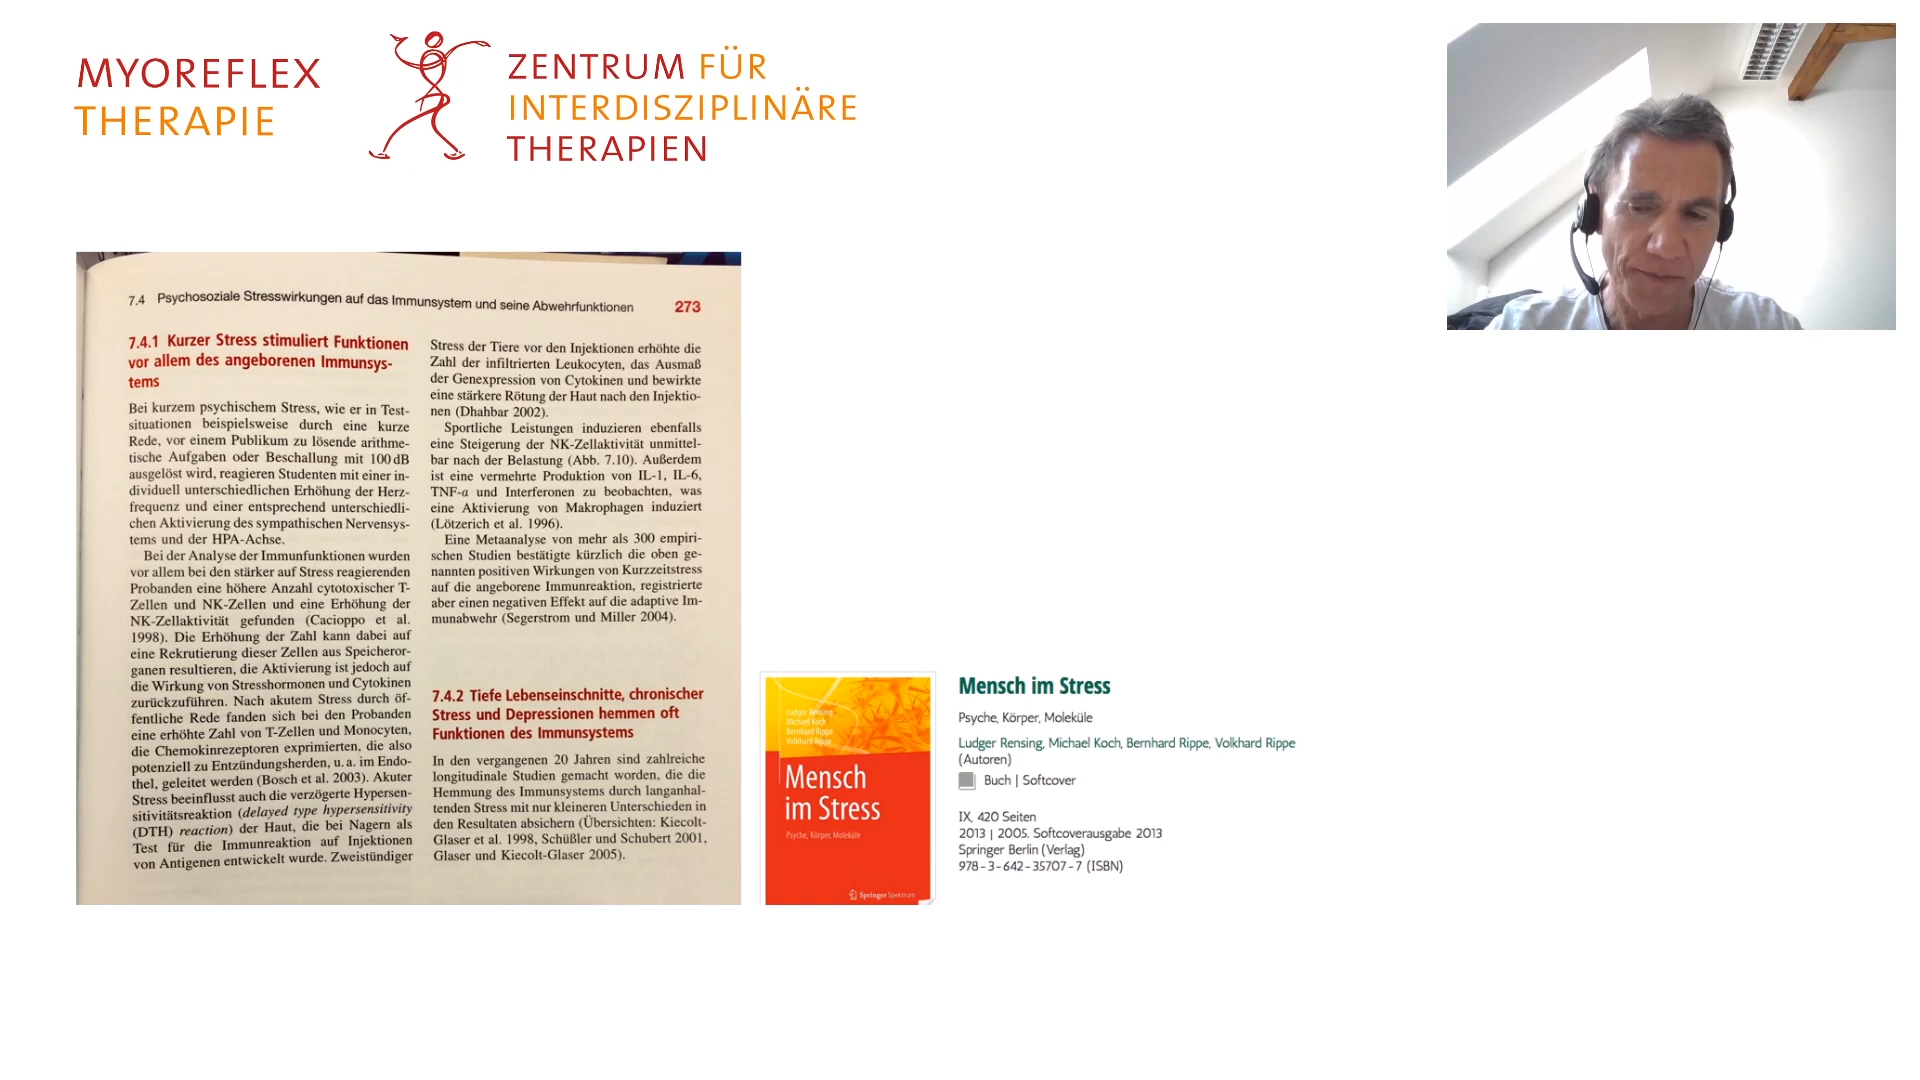 MYOREFLEX
THERAPIE
ZENTRUM FÜR
INTERDISZIPLINÄRE
THERAPIEN
7.4 Psychosoziale Stresswirkungen auf das Immunsystem und seine Abwehrfunktionen 273
7.4.1 Kurzer Stress stimuliert Funktionen
vor allem des angeborenen Immunsys-
tems
Bei kurzem psychischem Stress, wie er in Test-
situationen beispielsweise durch eine kurze
Rede, vor einem Publikum zu lösende arithme-
tische Aufgaben oder Beschallung mit 100 dB
ausgelöst wird, reagieren Studenten mit einer in-
dividuell unterschiedlichen Erhöhung der Herz-
frequenz und einer entsprechend unterschiedli-
chen Aktivierung des sympathischen Nervensys-
tems und der HPA-Achse.
Bei der Analyse der Immunfunktionen wurden
vor allem bei den stärker auf Stress reagierenden
Probanden eine höhere Anzahl cytotoxischer T-
Zellen und NK-Zellen und eine Erhöhung der
NK-Zellaktivität gefunden (Cacioppo et al.
1998). Die Erhöhung der Zahl kann dabei auf
eine Rekrutierung dieser Zellen aus Speicheror-
ganen resultieren, die Aktivierung ist jedoch auf
die Wirkung von Stresshormonen und Cytokinen
zurückzuführen. Nach akutem Stress durch öf-
fentliche Rede fanden sich bei den Probanden
eine erhöhte Zahl von T-Zellen und Monocyten,
die Chemokinrezeptoren exprimierten, die also
potenziell zu Entzündungsherden, u. a. im Endo-
thel, geleitet werden (Bosch et al. 2003). Akuter
Stress beeinflusst auch die verzögerte Hypersen-
sitivitätsreaktion (delayed type hypersensitivity
(DTH) reaction) der Haut, die bei Nagern als
Test für die Immunreaktion auf Injektionen
von Antigenen entwickelt wurde. Zweistündiger
Stress der Tiere vor den Injektionen erhöhte die
Zahl der infiltrierten Leukocyten, das Ausmaß
der Genexpression von Cytokinen und bewirkte
eine stärkere Rötung der Haut nach den Injektio-
nen (Dhahbar 2002).
Sportliche Leistungen induzieren ebenfalls
eine Steigerung der NK-Zellaktivität unmittel-
bar nach der Belastung (Abb. 7.10). Außerdem
ist eine vermehrte Produktion von IL-1, IL-6,
TNF-α und Interferonen zu beobachten, was
eine Aktivierung von Makrophagen induziert
(Lötzerich et al. 1996).
Eine Metaanalyse von mehr als 300 empiri-
schen Studien bestätigte kürzlich die oben ge-
nannten positiven Wirkungen von Kurzzeitstress
auf die angeborene Immunreaktion, registrierte
aber einen negativen Effekt auf die adaptive Im-
munabwehr (Segerstrom und Miller 2004).
7.4.2 Tiefe Lebenseinschnitte, chronischer
Stress und Depressionen hemmen oft
Funktionen des Immunsystems
In den vergangenen 20 Jahren sind zahlreiche
longitudinale Studien gemacht worden, die die
Hemmung des Immunsystems durch langanhal-
tenden Stress mit nur kleineren Unterschieden in
den Resultaten absichern (Übersichten: Kiecolt-
Glaser et al. 1998, Schüßler und Schubert 2001,
Glaser und Kiecolt-Glaser 2005).
Ludger Rensing
Michael Koch
Bernhard Rippe
Volkhard Rippe
Mensch
im Stress
Psyche, Körper, Moleküle
Springer Spektrum
Mensch im Stress
Psyche, Körper, Moleküle
Ludger Rensing, Michael Koch, Bernhard Rippe, Volkhard Rippe
(Autoren)
Buch | Softcover
IX, 420 Seiten
2013 | 2005. Softcoverausgabe 2013
Springer Berlin (Verlag)
978-3-642-35707-7 (ISBN)